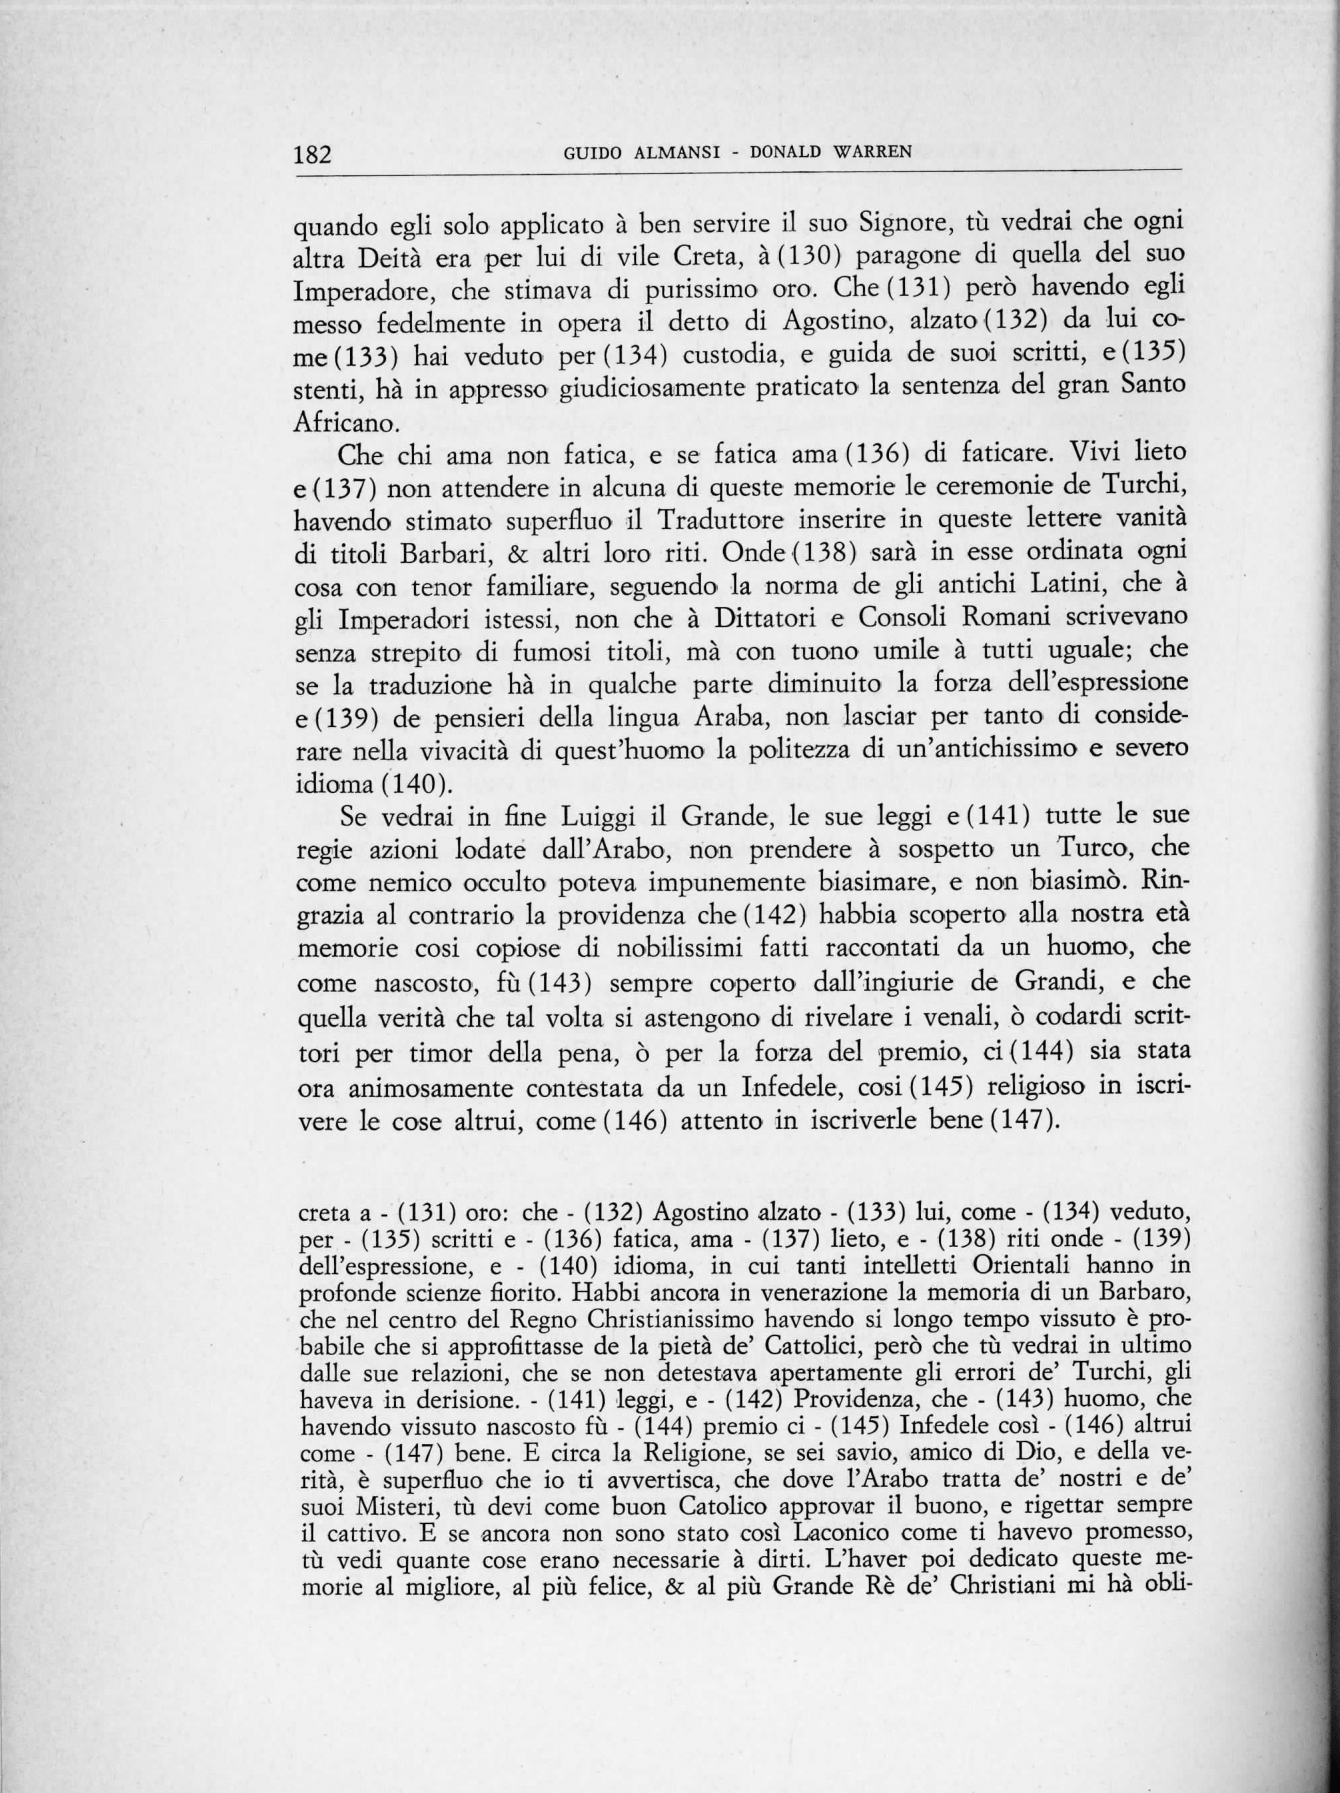 182
GUIDO ALMANSI - DONALD WARREN
quando egli solo applicato à ben servire il suo Signore, tù vedrai che ogni
altra Deità era per lui di vile Creta, à (130) paragone di quella del suo
Imperadore, che stimava di purissimo oro. Che (131) però havendo egli
messo fedelmente in opera il detto di Agostino, alzato (132) da lui co-
me (133) hai veduto per (134) custodia, e guida de suoi scritti, e (135)
stenti, hà in appresso giudiciosamente praticato la sentenza del gran Santo
Africano.
Che chi ama non fatica, e se fatica ama (136) di faticare. Vivi lieto
e (137) non attendere in alcuna di queste memorie le ceremonie de Turchi,
havendo stimato superfluo il Traduttore inserire in queste lettere vanità
di titoli Barbari, & altri loro riti. Onde (138) sarà in esse ordinata ogni
cosa con tenor familiare, seguendo la norma de gli antichi Latini, che à
gli Imperadori istessi, non che à Dittatori e Consoli Romani scrivevano
senza strepito di fumosi titoli, mà con tuono umile à tutti uguale; che
se la traduzione hà in qualche parte diminuito la forza dell'espressione
e (139) de pensieri della lingua Araba, non lasciar per tanto di conside-
rare nella vivacità di quest'huomo la politezza di un'antichissimo e severo
idioma (140).
Se vedrai in fine Luiggi il Grande, le sue leggi e (141) tutte le sue
regie azioni lodate dall'Arabo, non prendere à sospetto un Turco, che
come nemico occulto poteva impunemente biasimare, e non biasimò. Rin-
grazia al contrario la providenza che (142) habbia scoperto alla nostra età
memorie cosi copiose di nobilissimi fatti raccontati da un huomo, che
come nascosto, fù (143) sempre coperto dall'ingiurie de Grandi, e che
quella verità che tal volta si astengono di rivelare i venali, ò codardi scrit-
tori per timor della pena, ò per la forza del premio, ci (144) sia stata
ora animosamente contestata da un Infedele, cosi (145) religioso in iscri-
vere le cose altrui, come (146) attento in iscriverle bene (147).
creta a - (131) oro: che - (132) Agostino alzato - (133) lui, come - (134) veduto,
per - (135) scritti e - (136) fatica, ama - (137) lieto, e - (138) riti onde - (139)
dell'espressione, e - (140) idioma, in cui tanti intelletti Orientali hanno in
profonde scienze fiorito. Habbi ancora in venerazione la memoria di un Barbaro,
che nel centro del Regno Christianissimo havendo si longo tempo vissuto è pro-
babile che si approfittasse de la pietà de' Cattolici, però che tù vedrai in ultimo
dalle sue relazioni, che se non detestava apertamente gli errori de' Turchi, gli
haveva in derisione. - (141) leggi, e - (142) Providenza, che - (143) huomo, che
havendo vissuto nascosto fù - (144) premio ci - (145) Infedele così - (146) altrui
come - (147) bene. E circa la Religione, se sei savio, amico di Dio, e della ve-
rità, è superfluo che io ti avvertisca, che dove l'Arabo tratta de' nostri e de'
suoi Misteri, tù devi come buon Catolico approvar il buono, e rigettar sempre
il cattivo. E se ancora non sono stato così Laconico come ti havevo promesso,
tù vedi quante cose erano necessarie à dirti. L'haver poi dedicato queste me-
morie al migliore, al più felice, & al più Grande Rè de' Christiani mi hà obli-